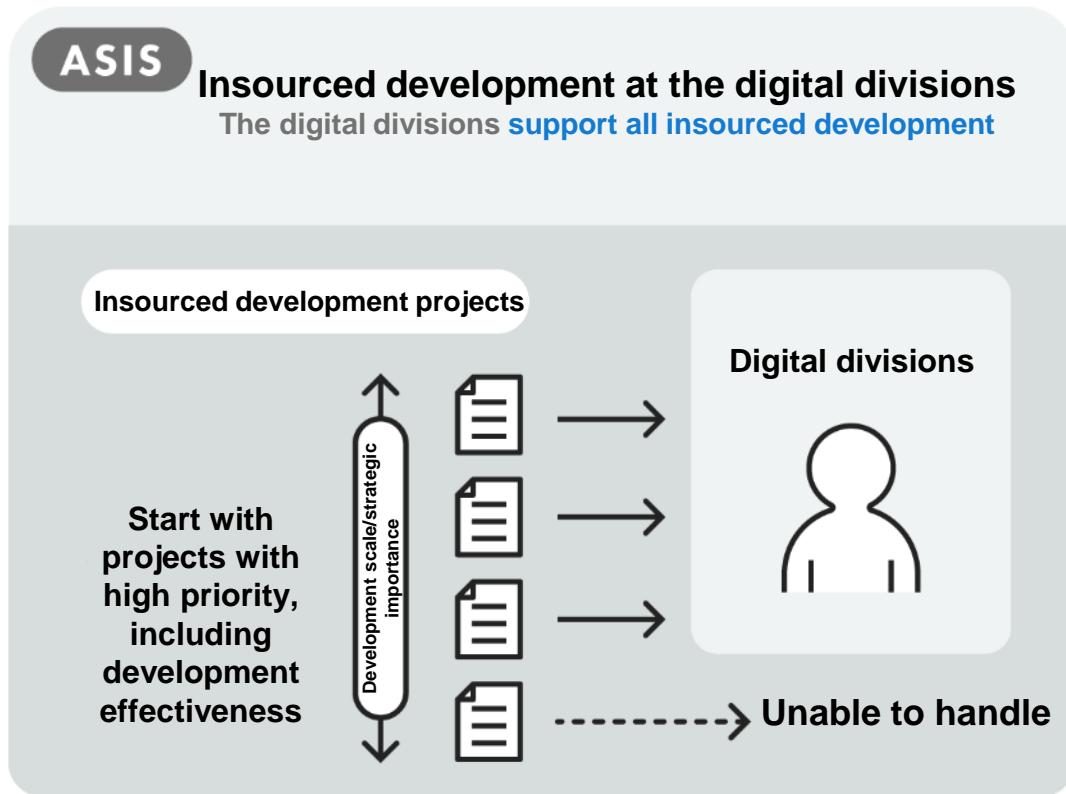 ASIS
Insourced development at the digital divisions
The digital divisions support all insourced development
Insourced development projects
Digital divisions
Start with
projects with
high priority,
including
development
effectiveness
Development scale/strategic
importance
Unable to handle